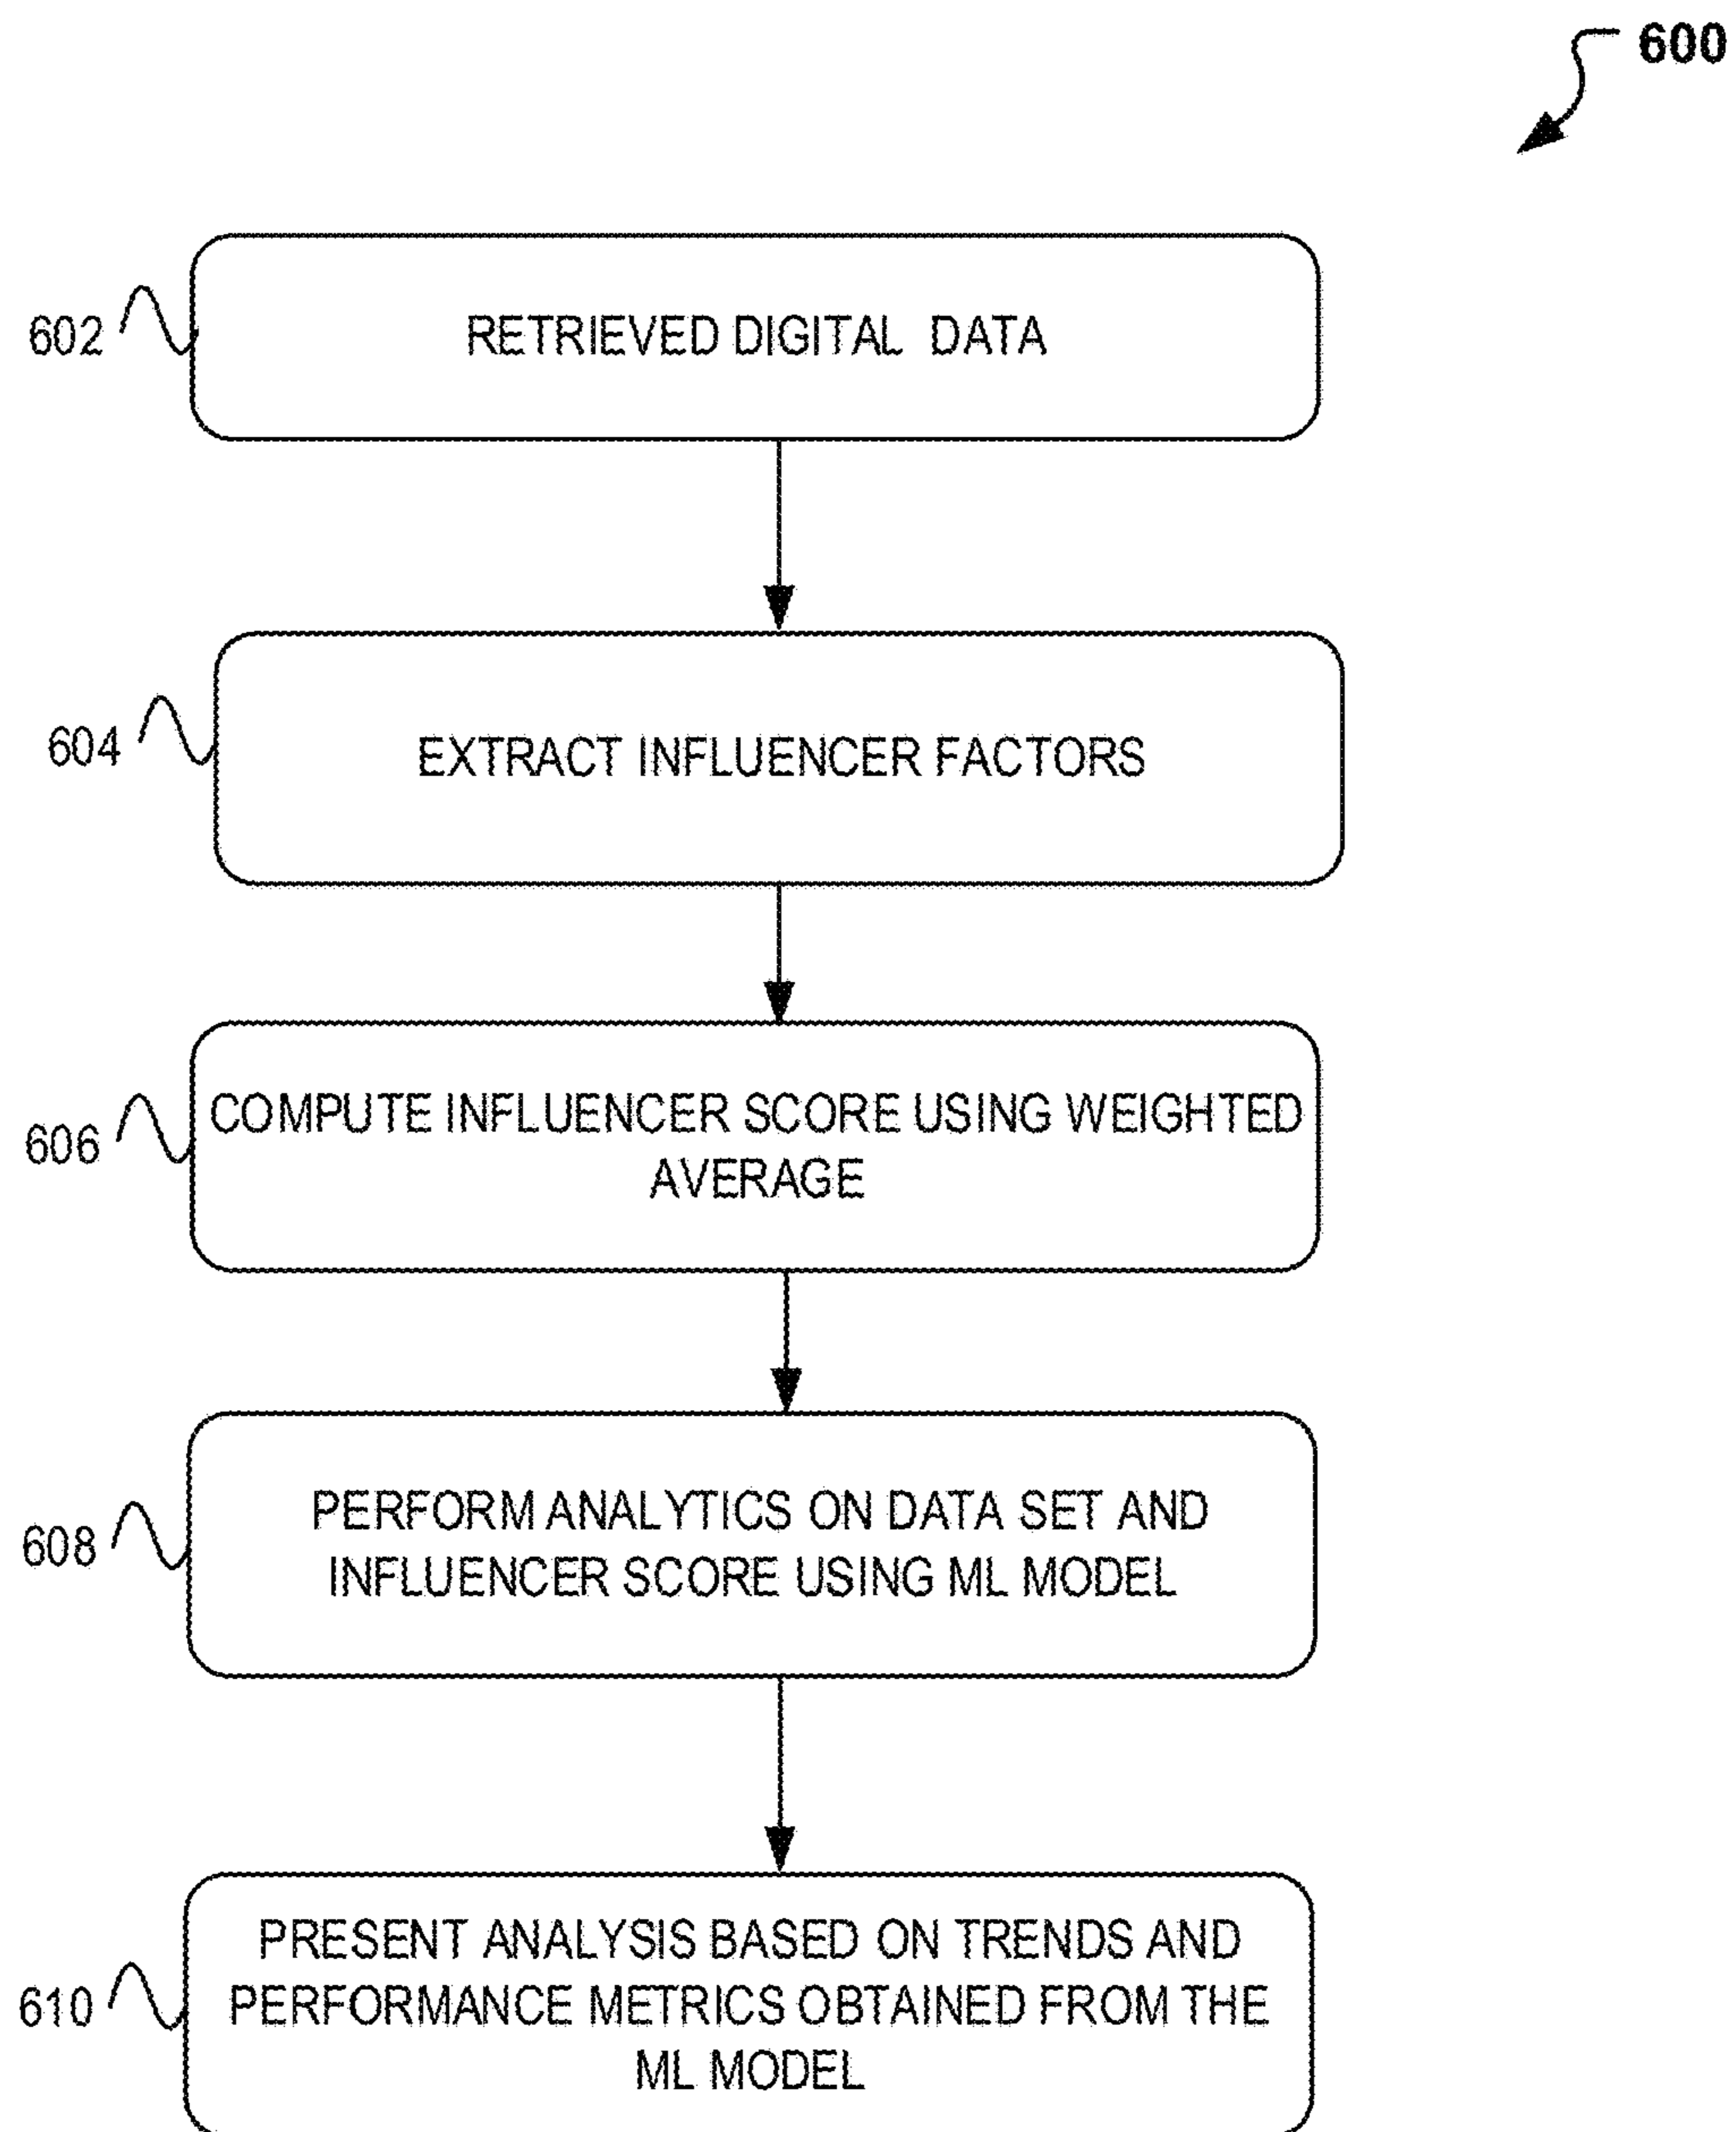 600
602
RETRIEVED DIGITAL DATA
604
EXTRACT INFLUENCER FACTORS
606
COMPUTE INFLUENCER SCORE USING WEIGHTED
AVERAGE
608
PERFORM ANALYTICS ON DATA SET AND
INFLUENCER SCORE USING ML MODEL
610
PRESENT ANALYSIS BASED ON TRENDS AND
PERFORMANCE METRICS OBTAINED FROM THE
ML MODEL